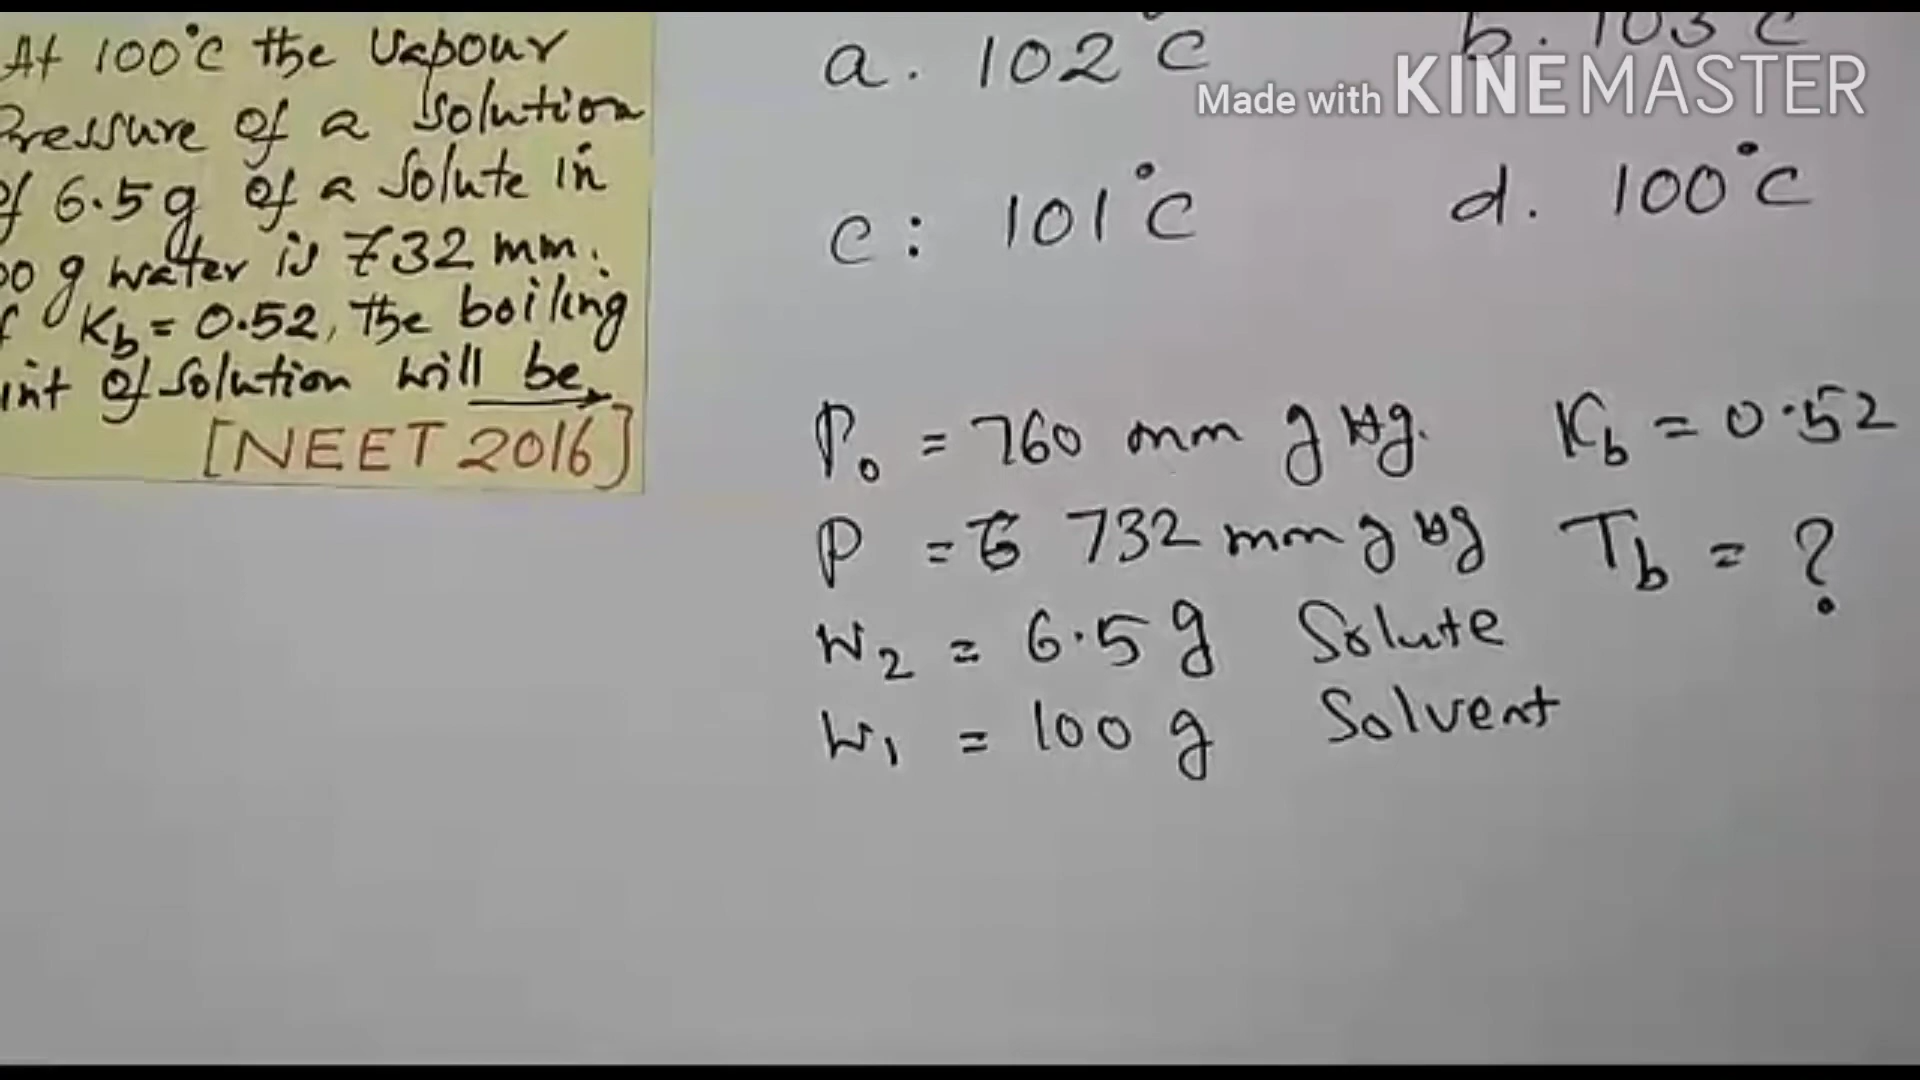 At 100°C the Vapour
Pressure of a Solution
of 6.5g of a Solute in
00 g water is 732 mm.
f Kb = 0.52, the boiling
int of Solution will be
[NEET 2016]
a. 102°C
b. 103°C
Made with KINEMASTER
c: 101°C
d. 100°C
P₀ = 760 mm g Hg. Kb = 0.52
P = 732 mm g Hg Tb = ?
W₂ = 6.5 g Solute
W₁ = 100 g Solvent